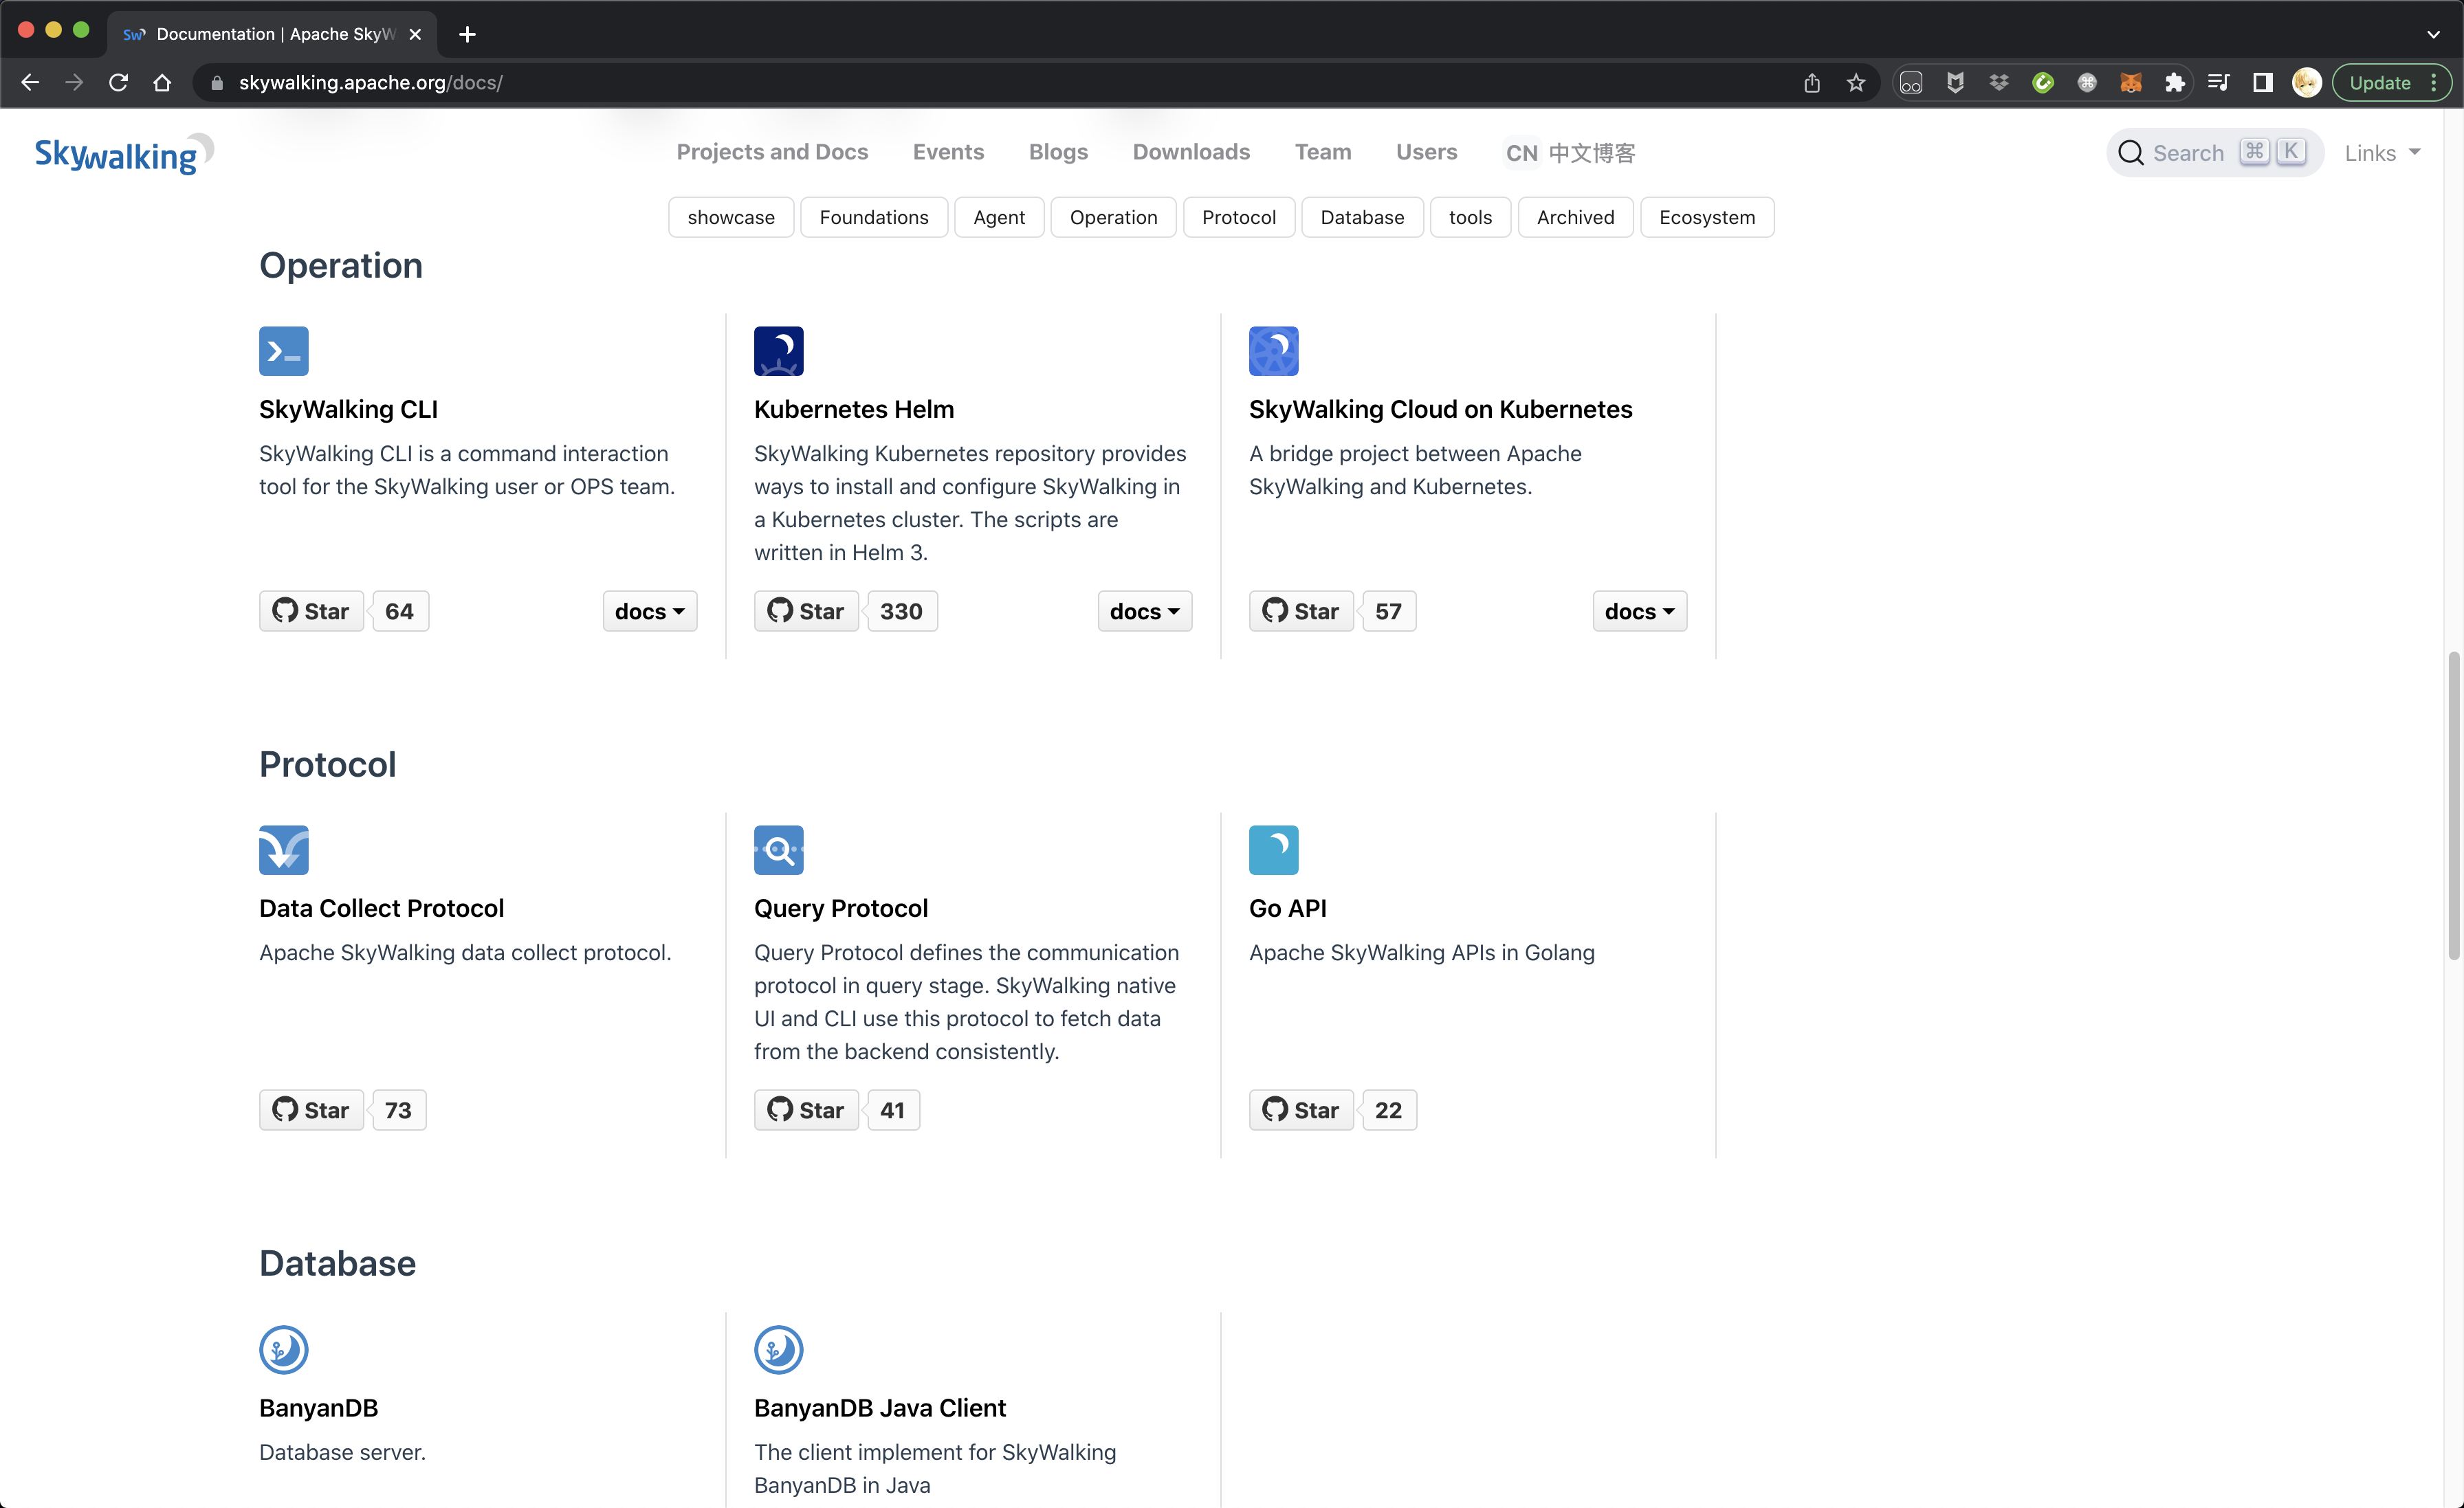 Sw Documentation | Apache SkyW
skywalking.apache.org/docs/
Update
Skywalking
Projects and Docs Events Blogs Downloads Team Users CN 中文博客
Search ⌘ K Links
showcase Foundations Agent Operation Protocol Database tools Archived Ecosystem
Operation
SkyWalking CLI
SkyWalking CLI is a command interaction
tool for the SkyWalking user or OPS team.
Star 64 docs
Kubernetes Helm
SkyWalking Kubernetes repository provides
ways to install and configure SkyWalking in
a Kubernetes cluster. The scripts are
written in Helm 3.
Star 330 docs
SkyWalking Cloud on Kubernetes
A bridge project between Apache
SkyWalking and Kubernetes.
Star 57 docs
Protocol
Data Collect Protocol
Apache SkyWalking data collect protocol.
Star 73
Query Protocol
Query Protocol defines the communication
protocol in query stage. SkyWalking native
UI and CLI use this protocol to fetch data
from the backend consistently.
Star 41
Go API
Apache SkyWalking APIs in Golang
Star 22
Database
BanyanDB
Database server.
BanyanDB Java Client
The client implement for SkyWalking
BanyanDB in Java